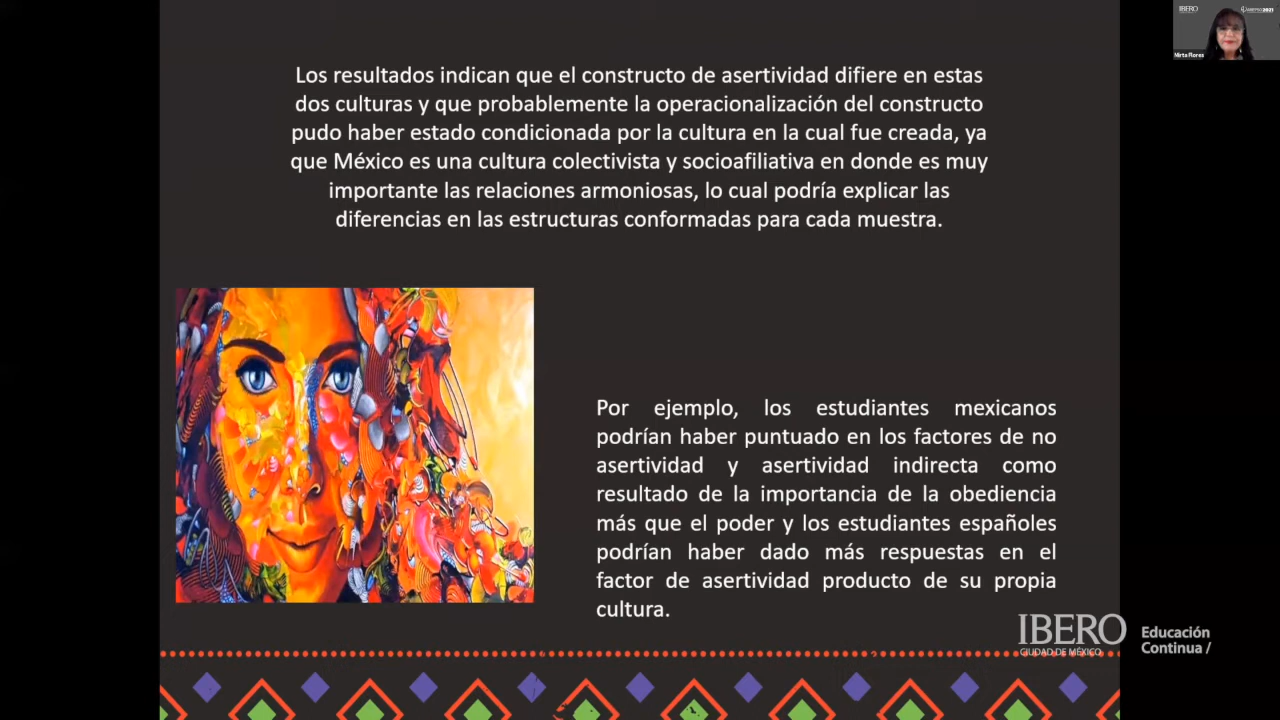 Los resultados indican que el constructo de asertividad difiere en estas
dos culturas y que probablemente la operacionalización del constructo
pudo haber estado condicionada por la cultura en la cual fue creada, ya
que México es una cultura colectivista y socioafiliativa en donde es muy
importante las relaciones armoniosas, lo cual podría explicar las
diferencias en las estructuras conformadas para cada muestra.
IBERO
Mirta Flores
Por ejemplo, los estudiantes mexicanos
podrían haber puntuado en los factores de no
asertividad y asertividad indirecta como
resultado de la importancia de la obediencia
más que el poder y los estudiantes españoles
podrían haber dado más respuestas en el
factor de asertividad producto de su propia
cultura.
IBERO
CIUDAD DE MÉXICO
Educación
Continua /